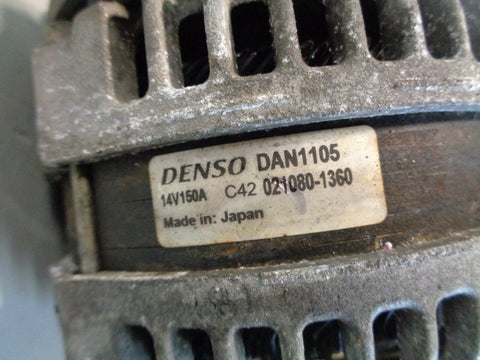 DENSO DAN1105
14V150A C42 021080-1360
Made in: Japan